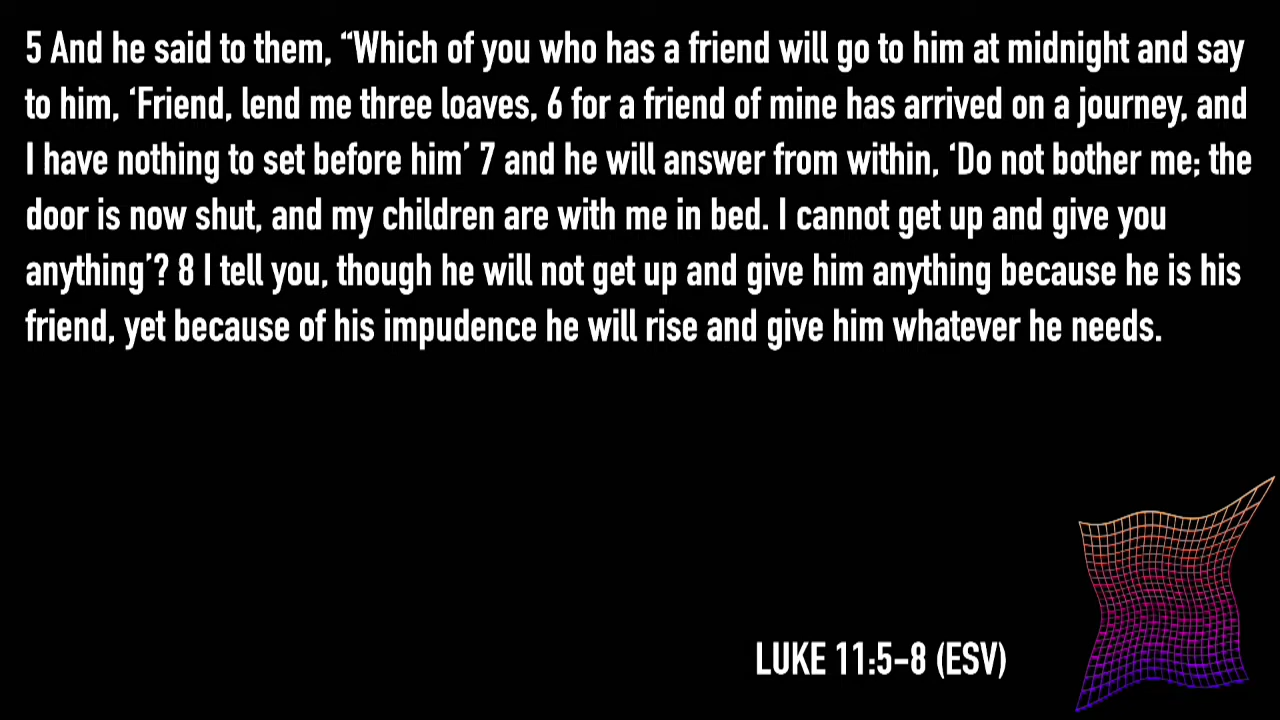 5 And he said to them, “Which of you who has a friend will go to him at midnight and say
to him, ‘Friend, lend me three loaves, 6 for a friend of mine has arrived on a journey, and
I have nothing to set before him’ 7 and he will answer from within, ‘Do not bother me; the
door is now shut, and my children are with me in bed. I cannot get up and give you
anything’? 8 I tell you, though he will not get up and give him anything because he is his
friend, yet because of his impudence he will rise and give him whatever he needs.
LUKE 11:5-8 (ESV)